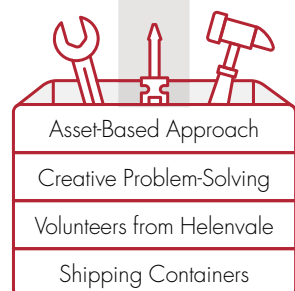 Asset-Based Approach
Creative Problem-Solving
Volunteers from Helenvale
Shipping Containers